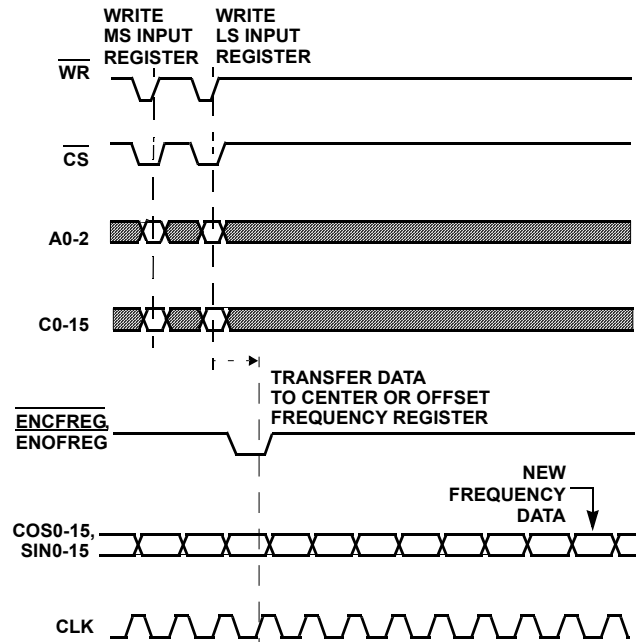 WRITE
MS INPUT
REGISTER
WRITE
LS INPUT
REGISTER
WR
CS
A0-2
C0-15
TRANSFER DATA
TO CENTER OR OFFSET
FREQUENCY REGISTER
ENCFREG,
ENOFREG
NEW
FREQUENCY
DATA
COS0-15,
SIN0-15
CLK